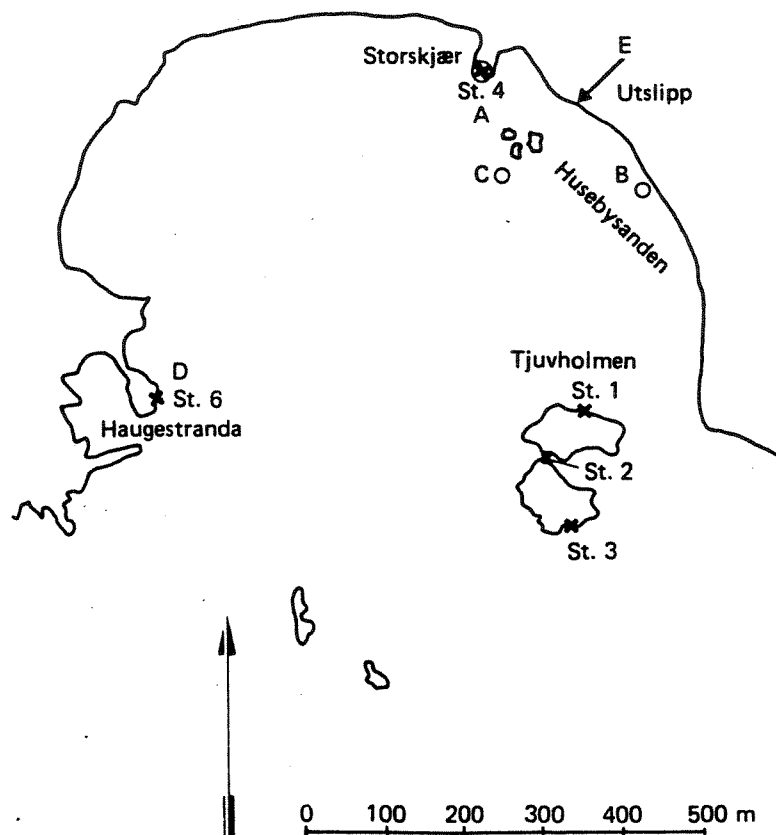 E
Storskjær
Utslipp
St. 4
A
C
B
Husebysanden
Tjuvholmen
D
St. 1
St. 6
Haugestranda
St. 2
St. 3
0 100 200 300 400 500 m